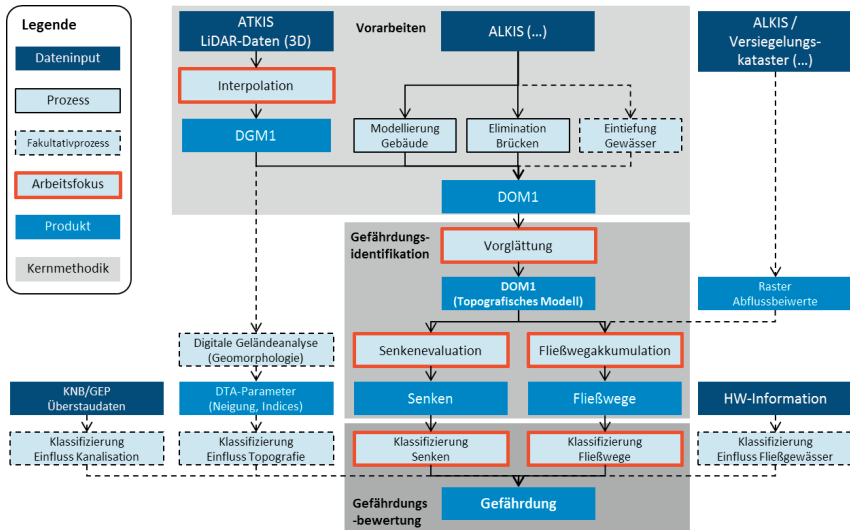 Legende
Dateninput
Prozess
Fakultativprozess
Arbeitsfokus
Produkt
Kernmethodik
ATKIS
LiDAR-Daten (3D)
Vorarbeiten
ALKIS (...)
ALKIS /
Versiegelungs-
kataster (...)
Interpolation
DGM1
Modellierung
Gebäude
Elimination
Brücken
Eintiefung
Gewässer
DOM1
Gefährdungs-
identifikation
Vorglättung
DOM1
(Topografisches Modell)
Raster
Abflussbeiwerte
Digitale Geländeanalyse
(Geomorphologie)
Senkenevaluation
Fließwegakkumulation
KNB/GEP
Überstaudaten
DTA-Parameter
(Neigung, Indices)
Senken
Fließwege
HW-Information
Klassifizierung
Einfluss Kanalisation
Klassifizierung
Einfluss Topografie
Klassifizierung
Senken
Klassifizierung
Fließwege
Klassifizierung
Einfluss Fließgewässer
Gefährdungs
-bewertung
Gefährdung